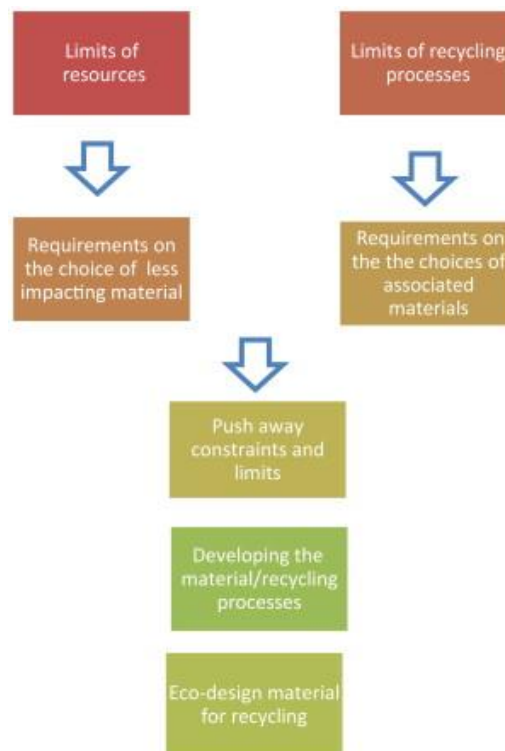 Limits of
resources
Limits of recycling
processes
Requirements on
the choice of less
impacting material
Requirements on
the the choices of
associated
materials
Push away
constraints and
limits
Developing the
material/recycling
processes
Eco-design material
for recycling